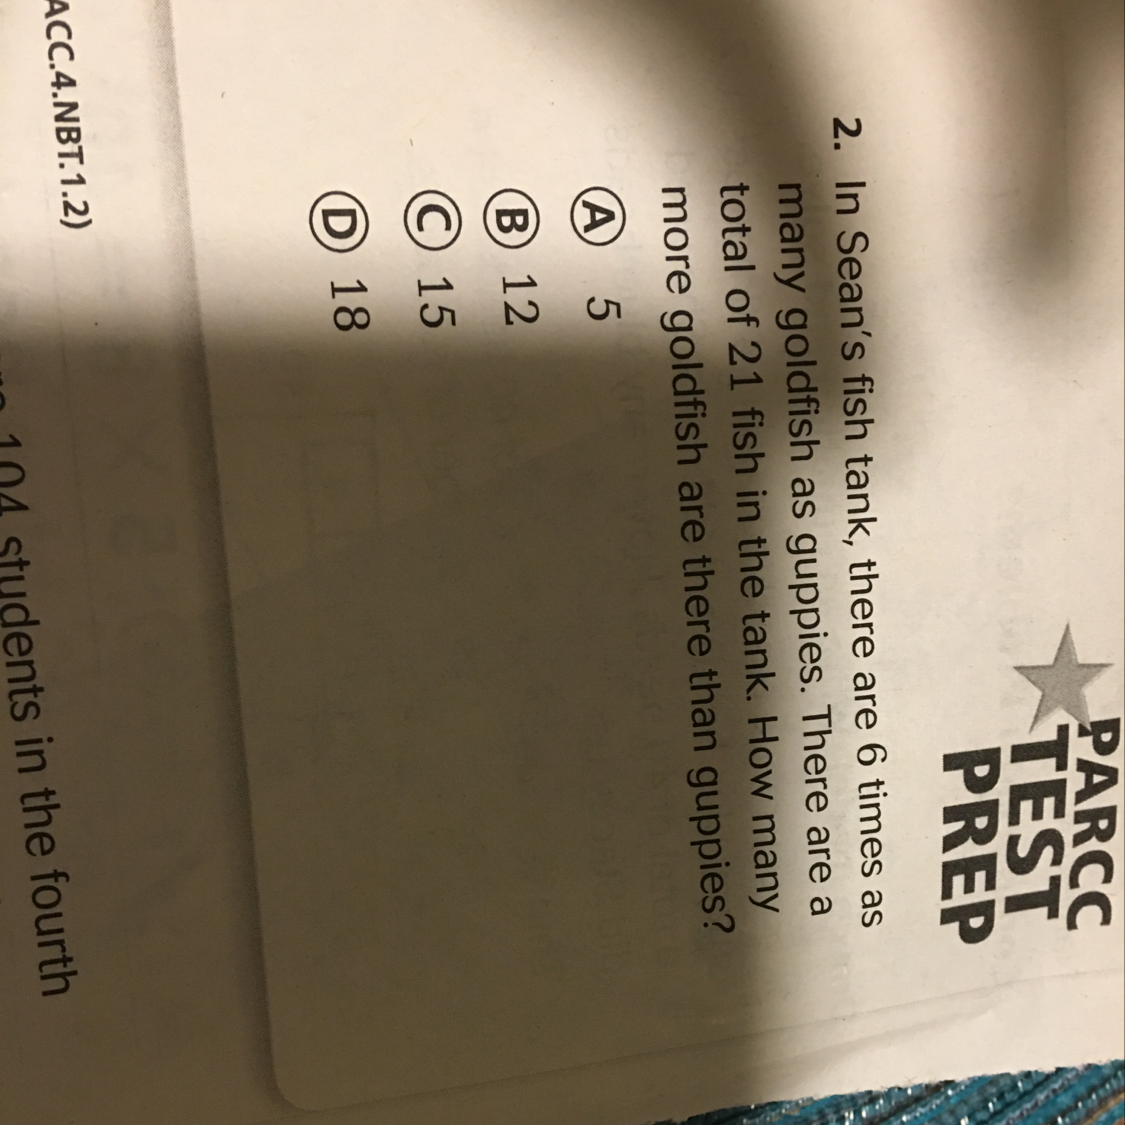 PARCC
TEST
PREP
2. In Sean's fish tank, there are 6 times as
many goldfish as guppies. There are a
total of 21 fish in the tank. How many
more goldfish are there than guppies?
A 5
B 12
C 15
D 18
ACC.4.NBT.1.2)
104 students in the fourth